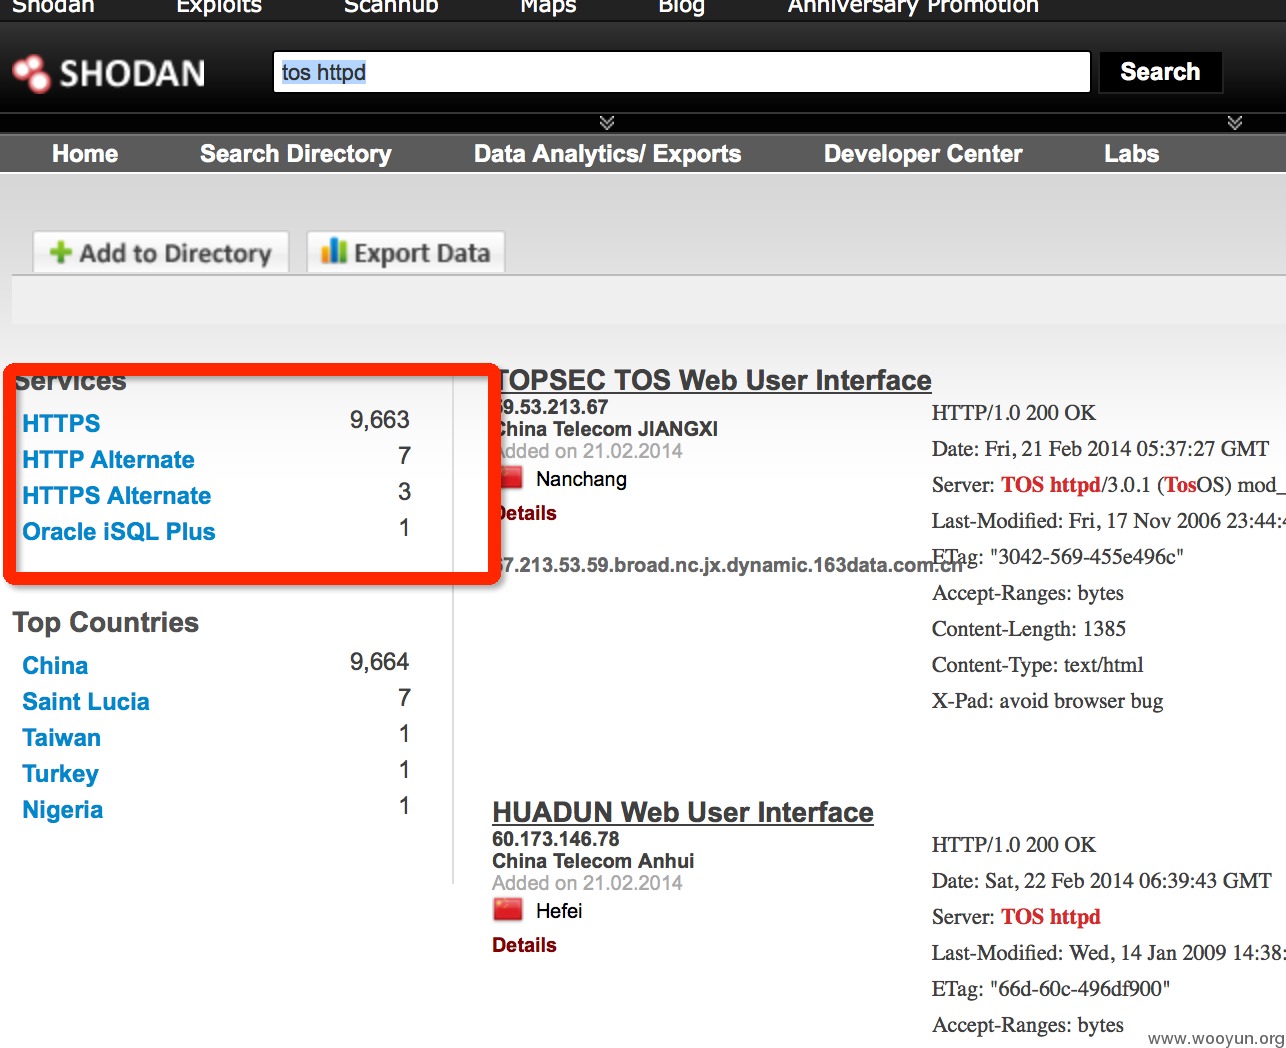 Shodan Exploits Scanhub Maps Blog Anniversary Promotion
SHODAN
tos httpd
Search
Home Search Directory Data Analytics/ Exports Developer Center Labs
Add to Directory Export Data
Services
HTTPS 9,663
HTTP Alternate 7
HTTPS Alternate 3
Oracle iSQL Plus 1
Top Countries
China 9,664
Saint Lucia 7
Taiwan 1
Turkey 1
Nigeria 1
TOPSEC TOS Web User Interface
59.53.213.67
China Telecom JIANGXI
Added on 21.02.2014
Nanchang
Details
67.213.53.59.broad.nc.jx.dynamic.163data.com.cn
HTTP/1.0 200 OK
Date: Fri, 21 Feb 2014 05:37:27 GMT
Server: TOS httpd/3.0.1 (TosOS) mod_
Last-Modified: Fri, 17 Nov 2006 23:44:4
ETag: "3042-569-455e496c"
Accept-Ranges: bytes
Content-Length: 1385
Content-Type: text/html
X-Pad: avoid browser bug
HUADUN Web User Interface
60.173.146.78
China Telecom Anhui
Added on 21.02.2014
Hefei
Details
HTTP/1.0 200 OK
Date: Sat, 22 Feb 2014 06:39:43 GMT
Server: TOS httpd
Last-Modified: Wed, 14 Jan 2009 14:38:
ETag: "66d-60c-496df900"
Accept-Ranges: bytes
www.wooyun.org